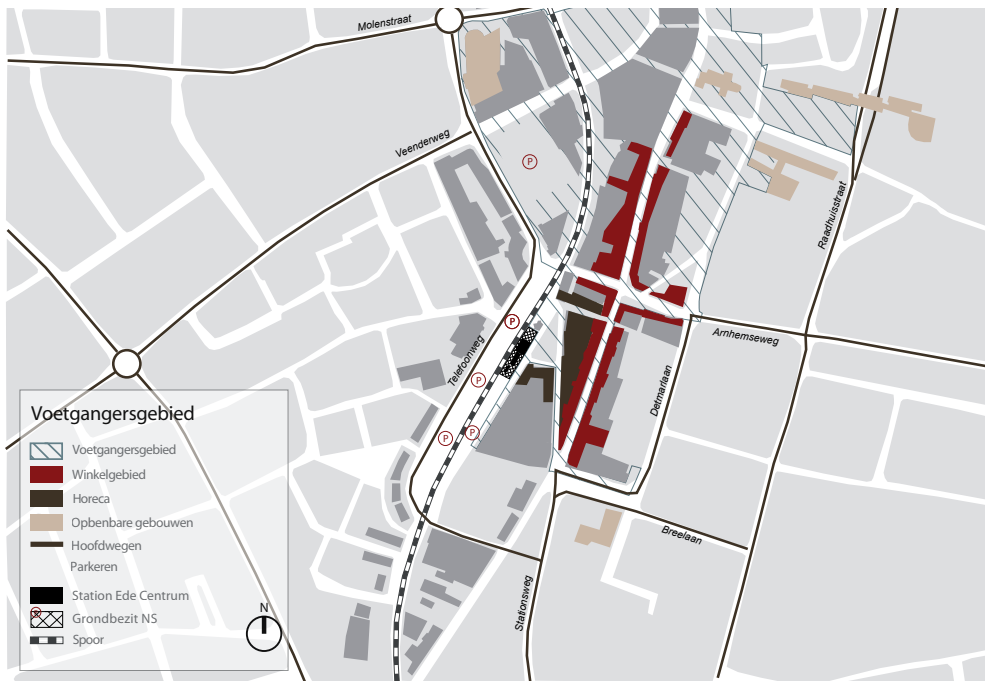 Molenstraat
Veenderweg
P
Raadhuisstraat
P
Arnhemseweg
Telefoonweg
P
Detmarlaan
P
P
Breelaan
Stationsweg
Voetgangersgebied
Voetgangersgebied
Winkelgebied
Horeca
Opbenbare gebouwen
Hoofdwegen
Parkeren
Station Ede Centrum
P
Grondbezit NS
Spoor
N